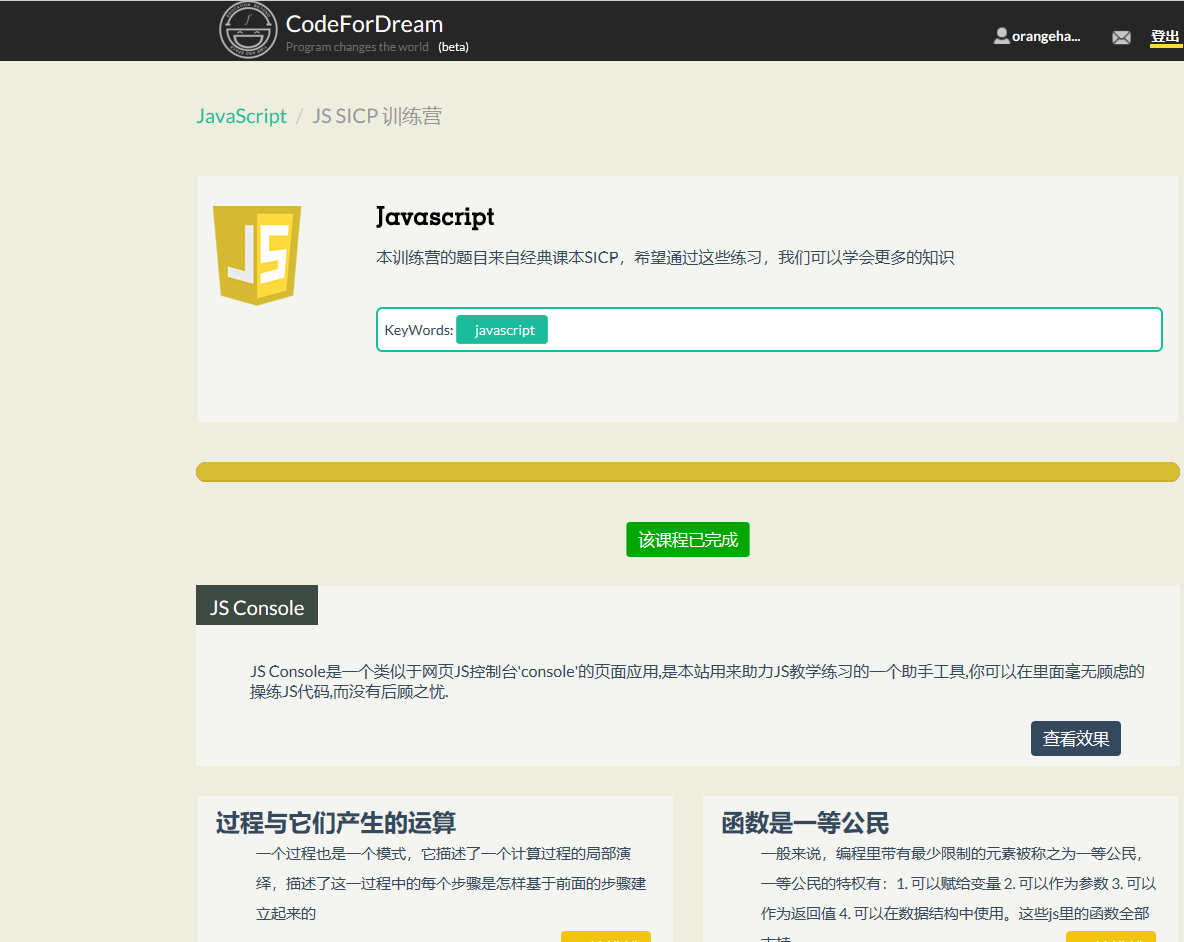 CodeForDream
Program changes the world (beta)
orangeha...
登出
JavaScript / JS SICP 训练营
JS
Javascript
本训练营的题目来自经典课本SICP，希望通过这些练习，我们可以学会更多的知识
KeyWords: javascript
该课程已完成
JS Console
JS Console是一个类似于网页JS控制台'console'的页面应用,是本站用来助力JS教学练习的一个助手工具,你可以在里面毫无顾虑的
操练JS代码,而没有后顾之忧.
查看效果
过程与它们产生的运算
一个过程也是一个模式，它描述了一个计算过程的局部演
绎，描述了这一过程中的每个步骤是怎样基于前面的步骤建
立起来的
函数是一等公民
一般来说，编程里带有最少限制的元素被称之为一等公民，
一等公民的特权有：1. 可以赋给变量 2. 可以作为参数 3. 可以
作为返回值 4. 可以在数据结构中使用。这些js里的函数全部